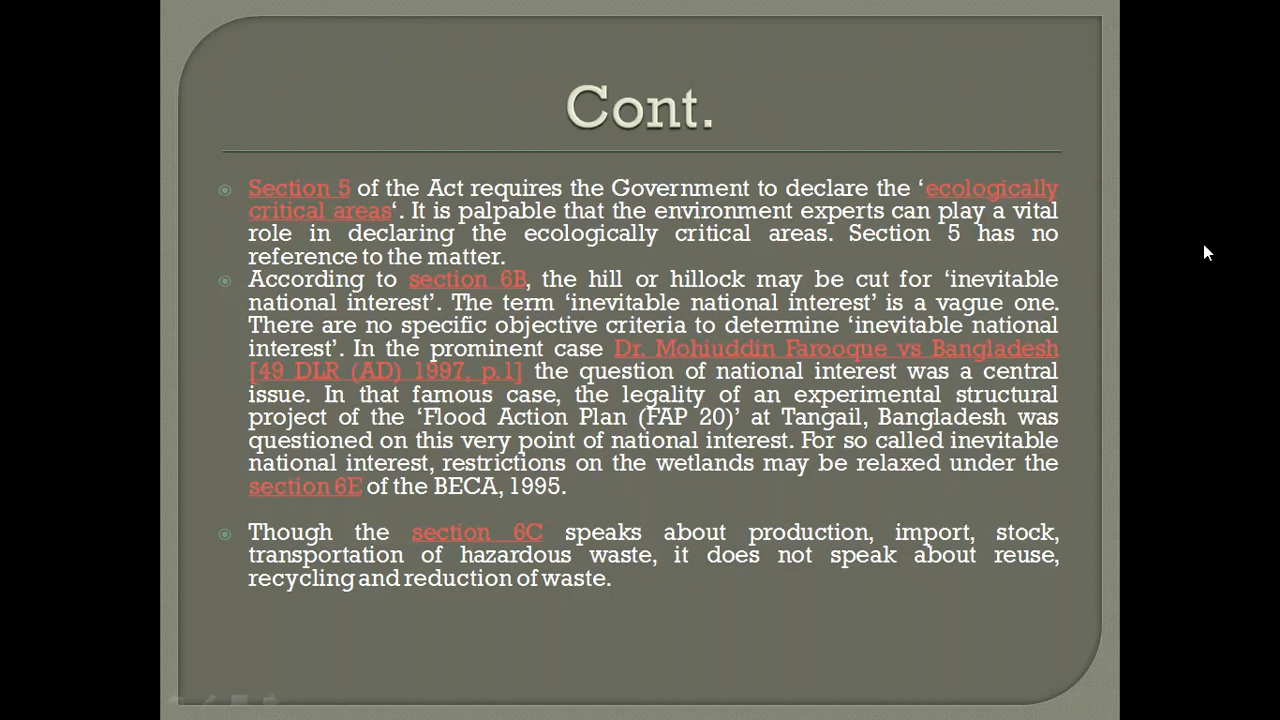 Cont.
Section 5 of the Act requires the Government to declare the ‘ecologically
critical areas‘. It is palpable that the environment experts can play a vital
role in declaring the ecologically critical areas. Section 5 has no
reference to the matter.
According to section 6B, the hill or hillock may be cut for ‘inevitable
national interest’. The term ‘inevitable national interest’ is a vague one.
There are no specific objective criteria to determine ‘inevitable national
interest’. In the prominent case Dr. Mohiuddin Farooque vs Bangladesh
[49 DLR (AD) 1997, p.1] the question of national interest was a central
issue. In that famous case, the legality of an experimental structural
project of the ‘Flood Action Plan (FAP 20)’ at Tangail, Bangladesh was
questioned on this very point of national interest. For so called inevitable
national interest, restrictions on the wetlands may be relaxed under the
section 6E of the BECA, 1995.
Though the section 6C speaks about production, import, stock,
transportation of hazardous waste, it does not speak about reuse,
recycling and reduction of waste.